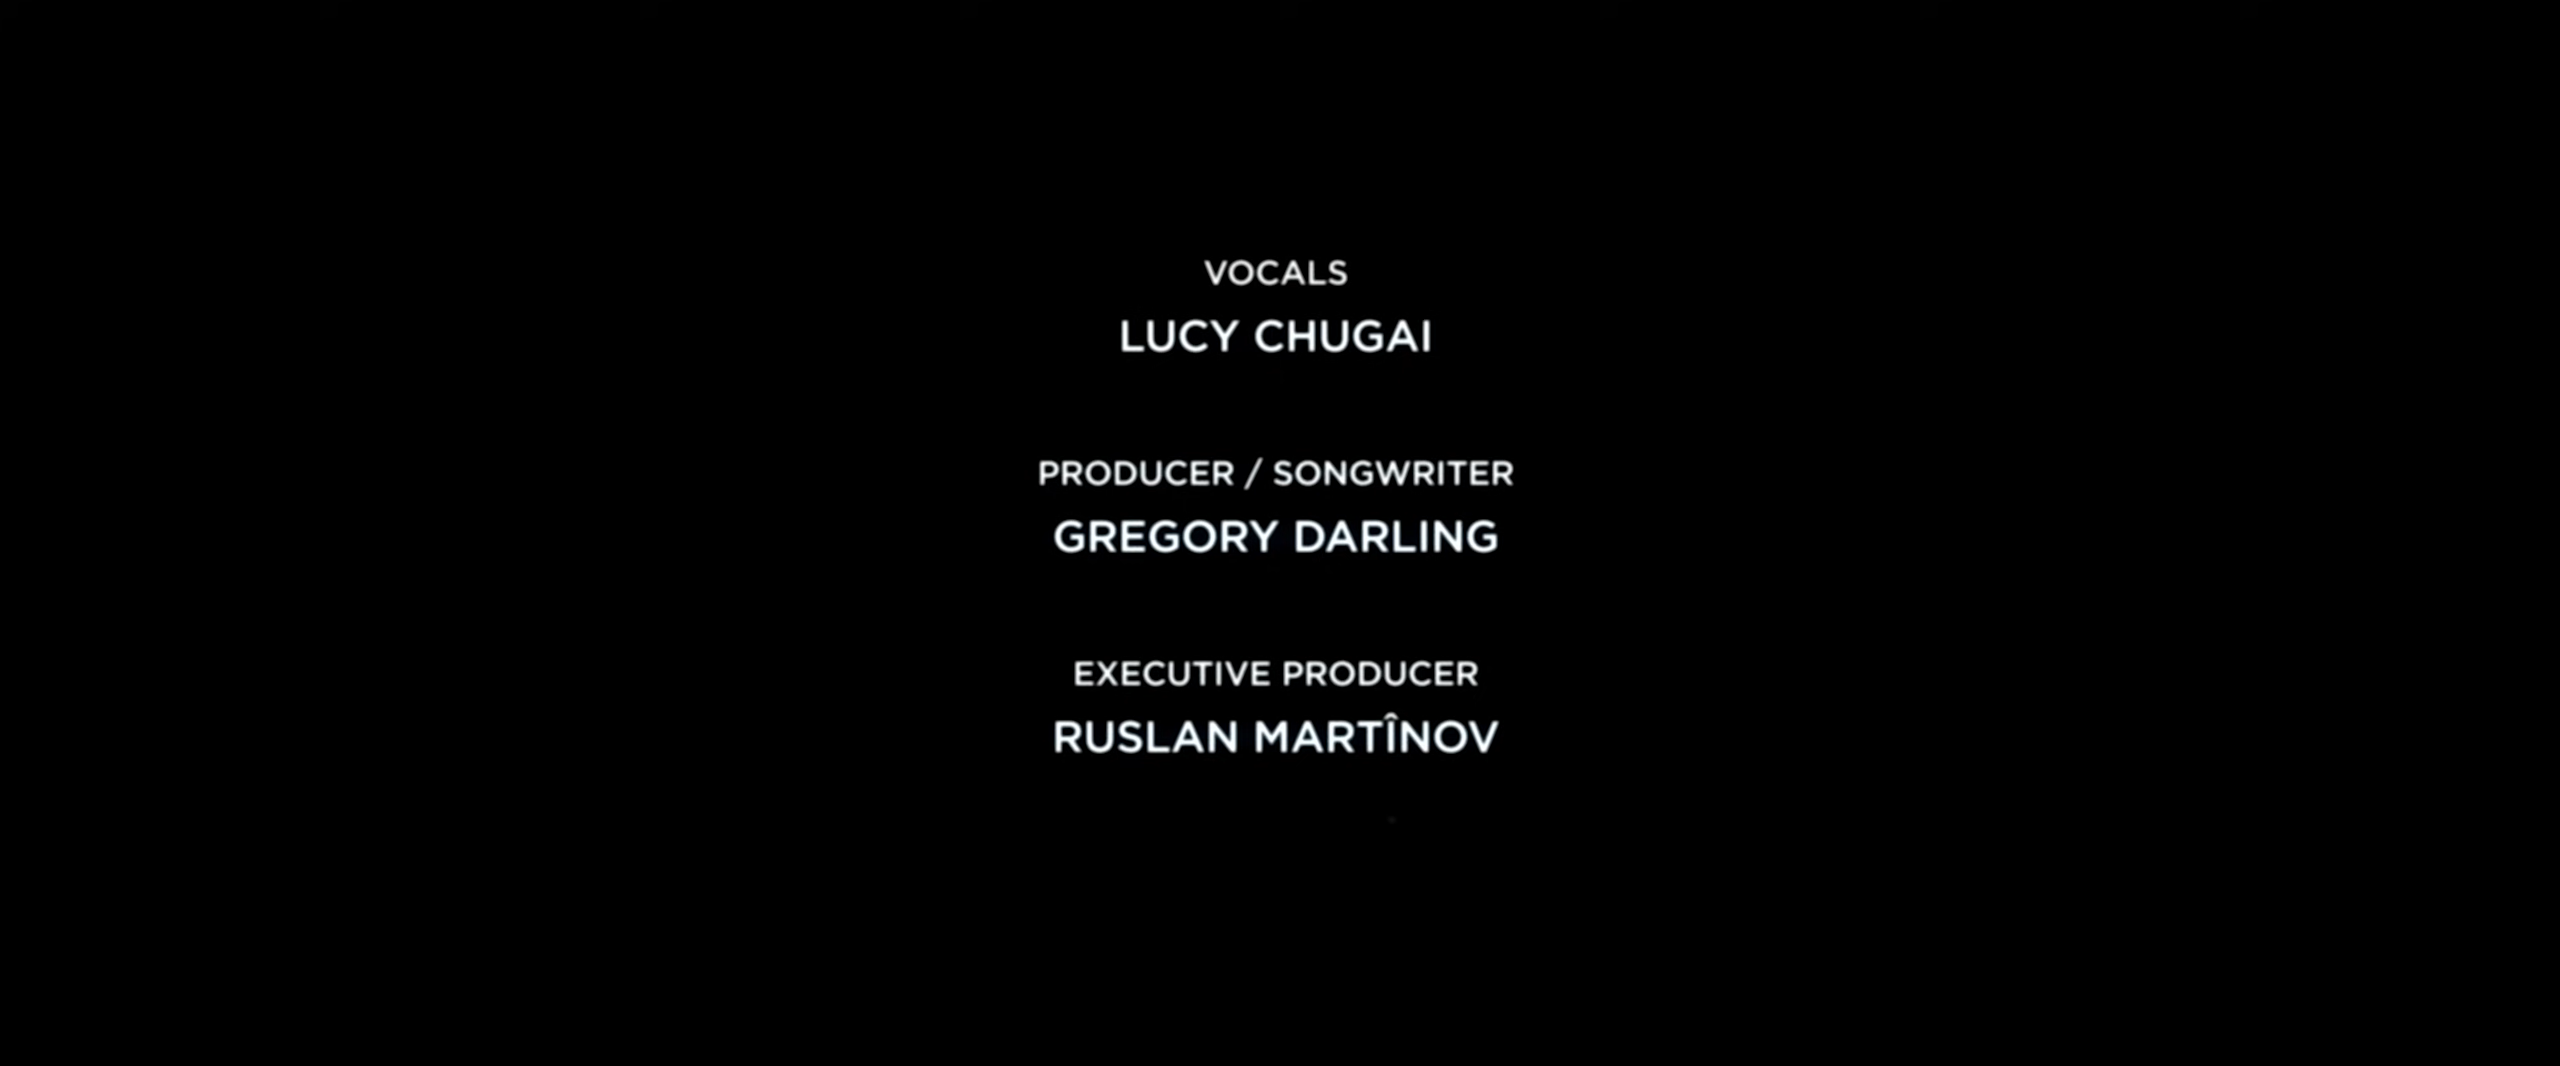 VOCALS
LUCY CHUGAI
PRODUCER / SONGWRITER
GREGORY DARLING
EXECUTIVE PRODUCER
RUSLAN MARTÎNOV